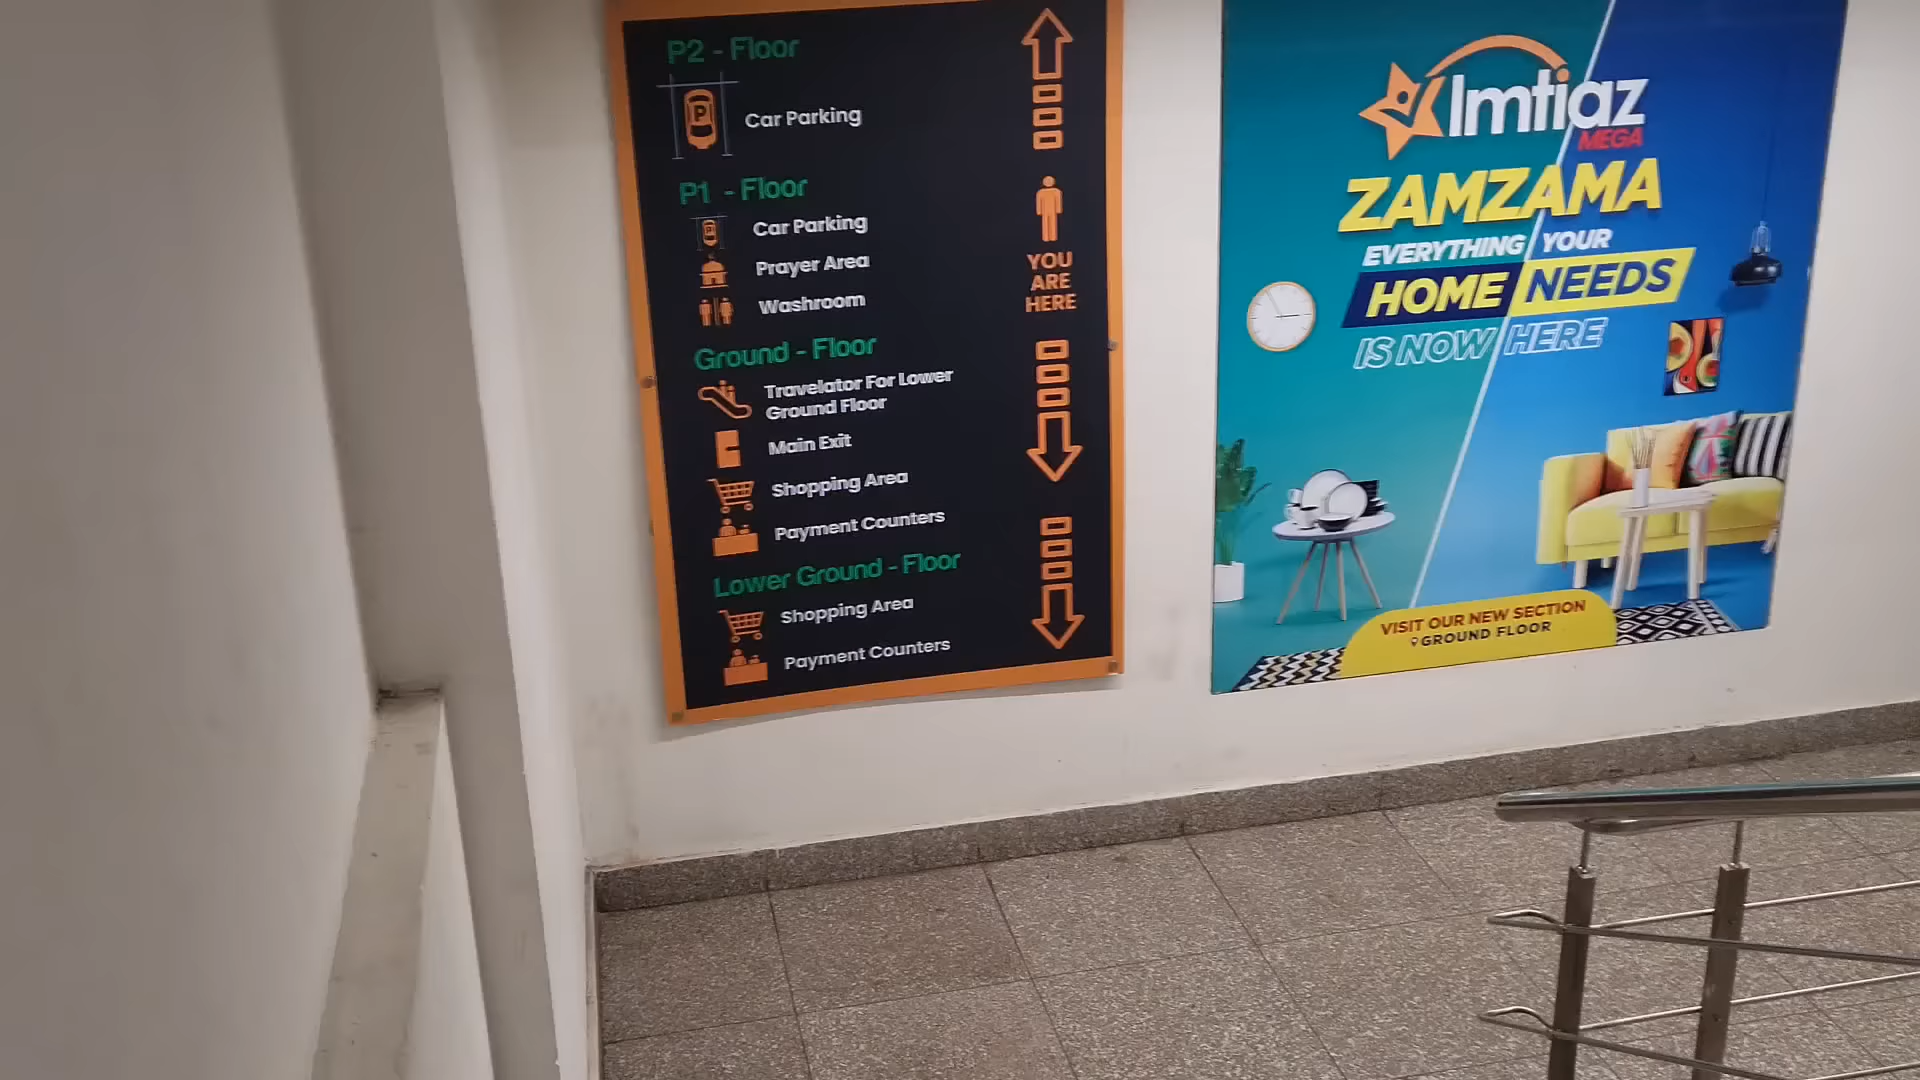 P2 - Floor
P
Car Parking
P1 - Floor
Car Parking
Prayer Area
Washroom
YOU
ARE
HERE
Ground - Floor
Travelator For Lower
Ground Floor
Main Exit
Shopping Area
Payment Counters
Lower Ground - Floor
Shopping Area
Payment Counters
Imtiaz
MEGA
ZAMZAMA
EVERYTHING YOUR
HOME NEEDS
IS NOW HERE
VISIT OUR NEW SECTION
GROUND FLOOR